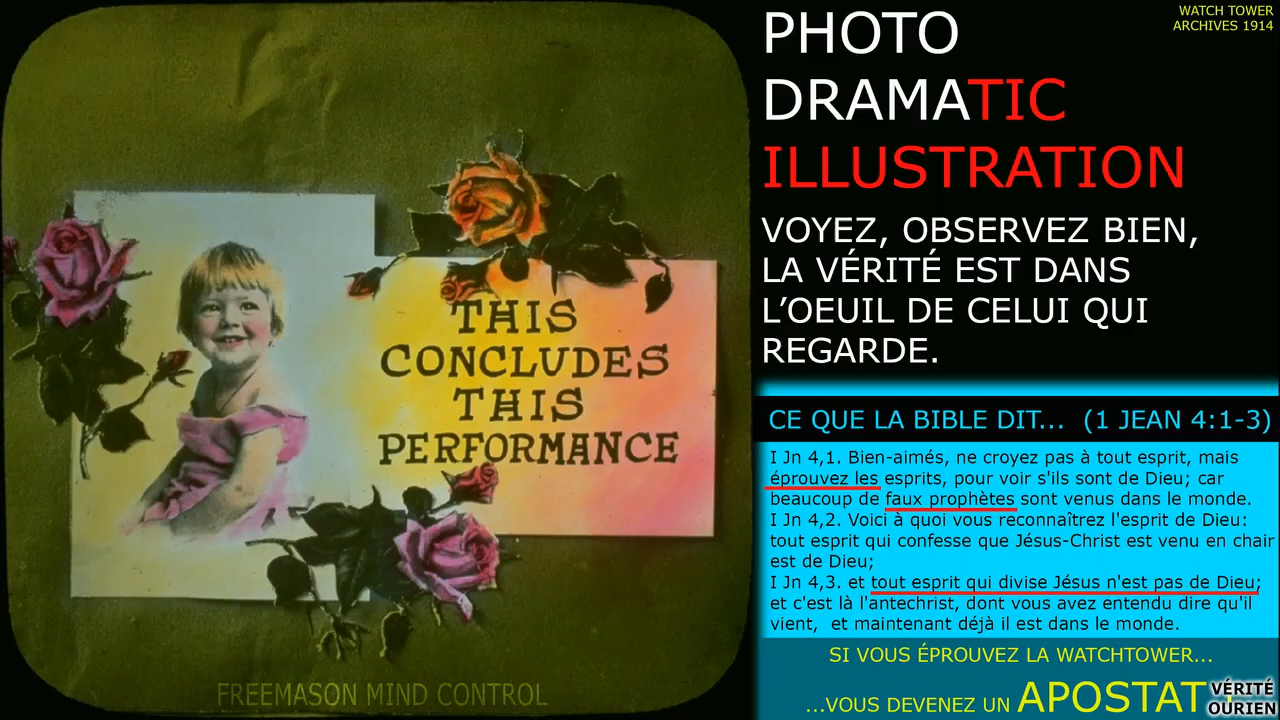 THIS
CONCLUDES
THIS
PERFORMANCE
FREEMASON MIND CONTROL
WATCH TOWER
ARCHIVES 1914
PHOTO
DRAMATIC
ILLUSTRATION
VOYEZ, OBSERVEZ BIEN,
LA VÉRITÉ EST DANS
L’OEUIL DE CELUI QUI
REGARDE.
CE QUE LA BIBLE DIT... (1 JEAN 4:1-3)
I Jn 4,1. Bien-aimés, ne croyez pas à tout esprit, mais
éprouvez les esprits, pour voir s'ils sont de Dieu; car
beaucoup de faux prophètes sont venus dans le monde.
I Jn 4,2. Voici à quoi vous reconnaîtrez l'esprit de Dieu:
tout esprit qui confesse que Jésus-Christ est venu en chair
est de Dieu;
I Jn 4,3. et tout esprit qui divise Jésus n'est pas de Dieu;
et c'est là l'antechrist, dont vous avez entendu dire qu'il
vient, et maintenant déjà il est dans le monde.
SI VOUS ÉPROUVEZ LA WATCHTOWER...
...VOUS DEVENEZ UN APOSTAT
VÉRITÉ
OURIEN